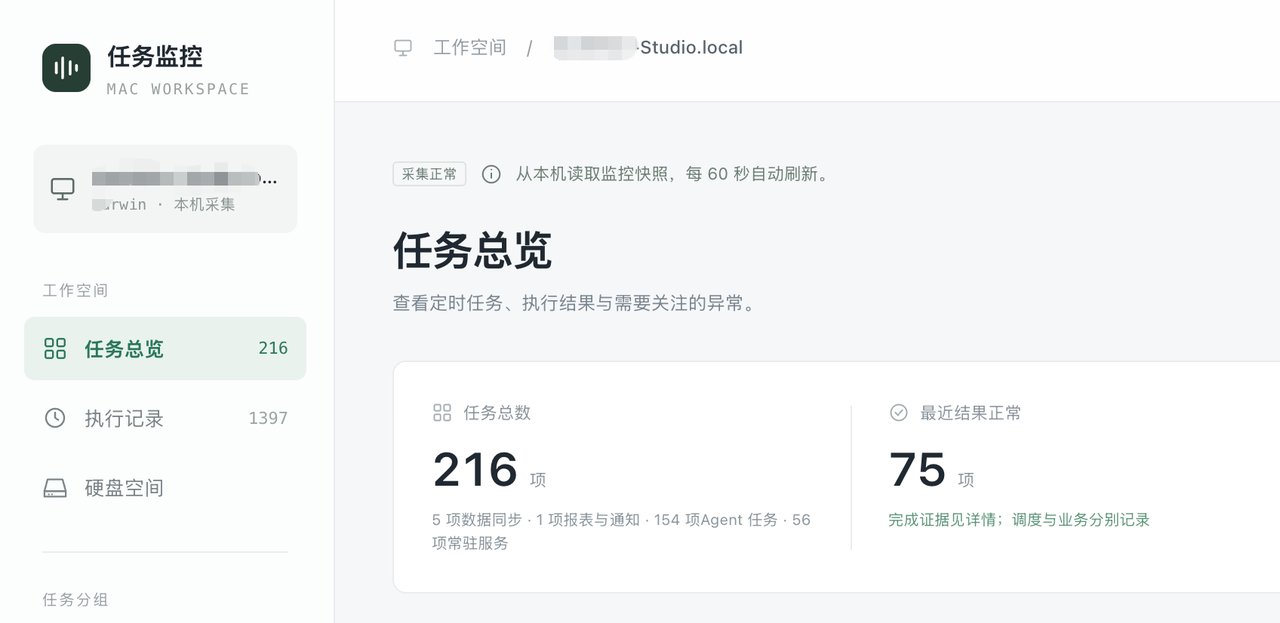 任务监控
MAC WORKSPACE
工作空间 / -Studio.local
...
rwin · 本机采集
采集正常 从本机读取监控快照，每 60 秒自动刷新。
任务总览
查看定时任务、执行结果与需要关注的异常。
工作空间
任务总览 216
执行记录 1397
硬盘空间
任务分组
任务总数
216 项
5 项数据同步 · 1 项报表与通知 · 154 项Agent 任务 · 56
项常驻服务
最近结果正常
75 项
完成证据见详情；调度与业务分别记录